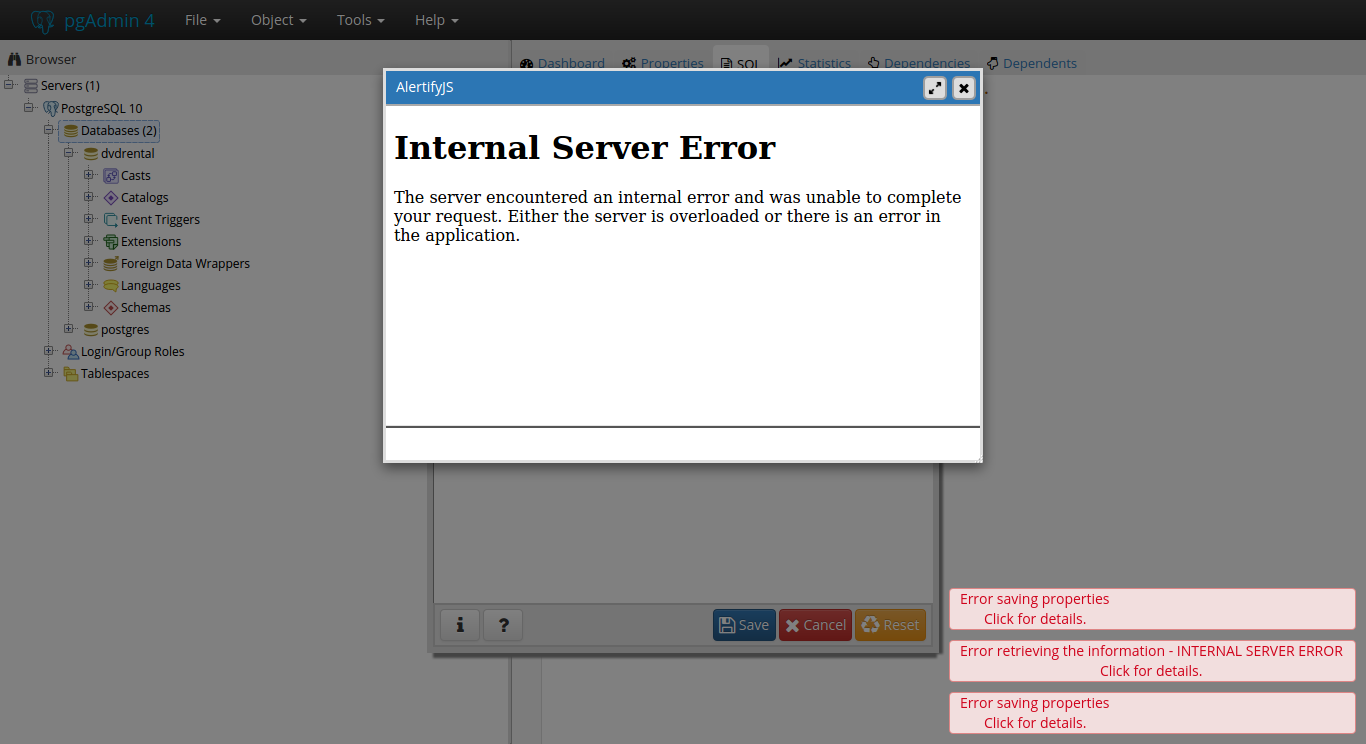 pgAdmin 4
File
Object
Tools
Help
Browser
Servers (1)
PostgreSQL 10
Databases (2)
dvdrental
Casts
Catalogs
Event Triggers
Extensions
Foreign Data Wrappers
Languages
Schemas
postgres
Login/Group Roles
Tablespaces
Dashboard
Properties
SQL
Statistics
Dependencies
Dependents
AlertifyJS
Internal Server Error
The server encountered an internal error and was unable to complete
your request. Either the server is overloaded or there is an error in
the application.
i
?
Save
Cancel
Reset
Error saving properties
Click for details.
Error retrieving the information - INTERNAL SERVER ERROR
Click for details.
Error saving properties
Click for details.